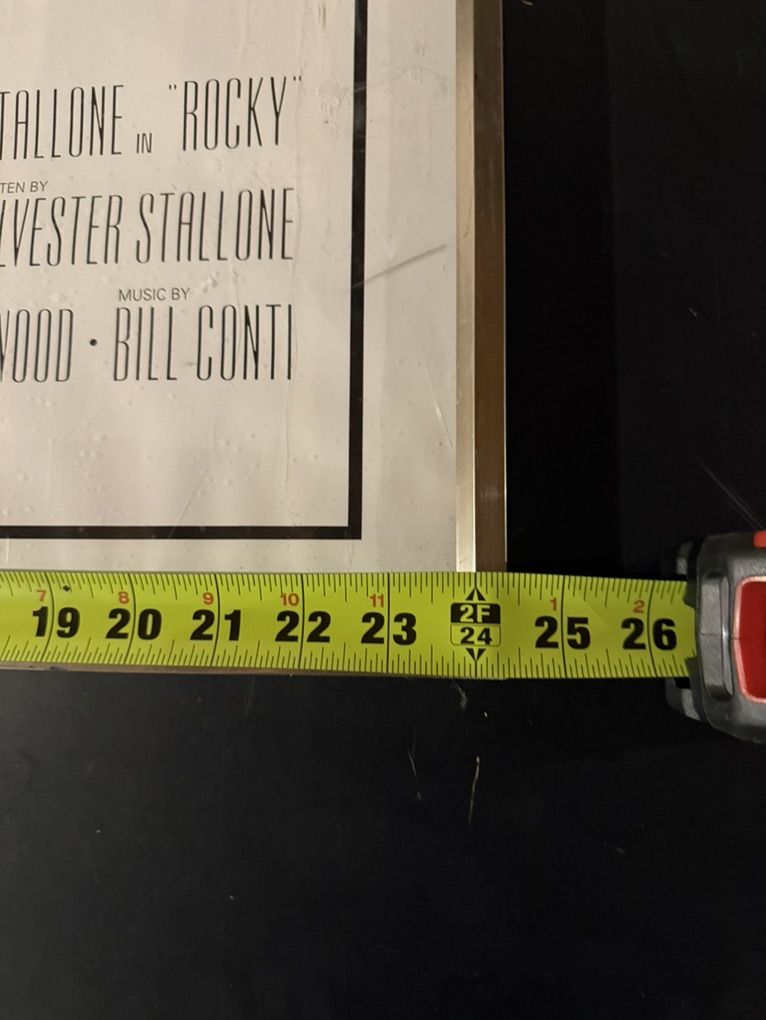 TALLONE IN "ROCKY"
TEN BY
LVESTER STALLONE
MUSIC BY
WOOD • BILL CONTI
7 8 9 10 11 2F 1 2
19 20 21 22 23 24 25 26